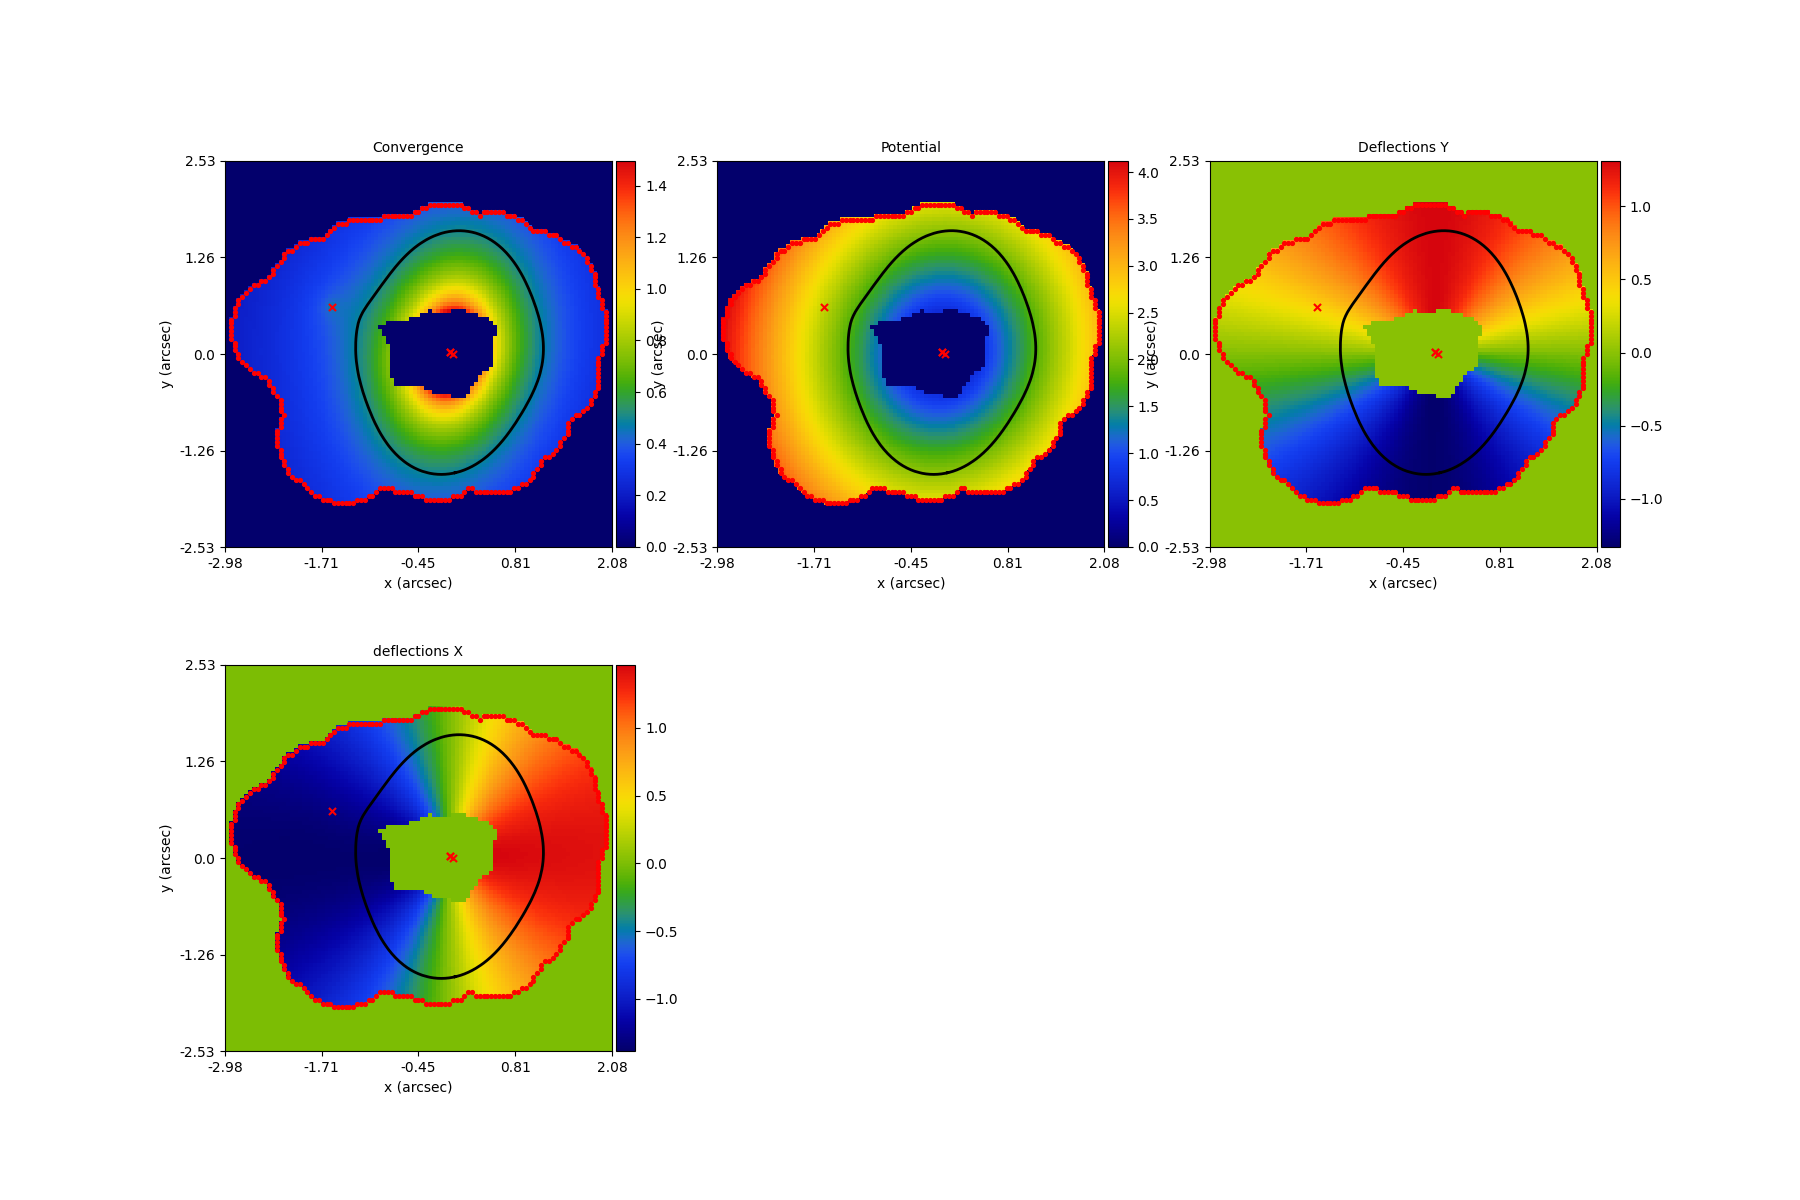 Convergence
2.53
1.26
0.0
-1.26
-2.53
y (arcsec)
-2.98 -1.71 -0.45 0.81 2.08
x (arcsec)
1.4
1.2
1.0
0.8
0.6
0.4
0.2
0.0
Potential
2.53
1.26
0.0
-1.26
-2.53
y (arcsec)
-2.98 -1.71 -0.45 0.81 2.08
x (arcsec)
4.0
3.5
3.0
2.5
2.0
1.5
1.0
0.5
0.0
Deflections Y
2.53
1.26
0.0
-1.26
-2.53
y (arcsec)
-2.98 -1.71 -0.45 0.81 2.08
x (arcsec)
1.0
0.5
0.0
−0.5
−1.0
deflections X
2.53
1.26
0.0
-1.26
-2.53
y (arcsec)
-2.98 -1.71 -0.45 0.81 2.08
x (arcsec)
1.0
0.5
0.0
−0.5
−1.0